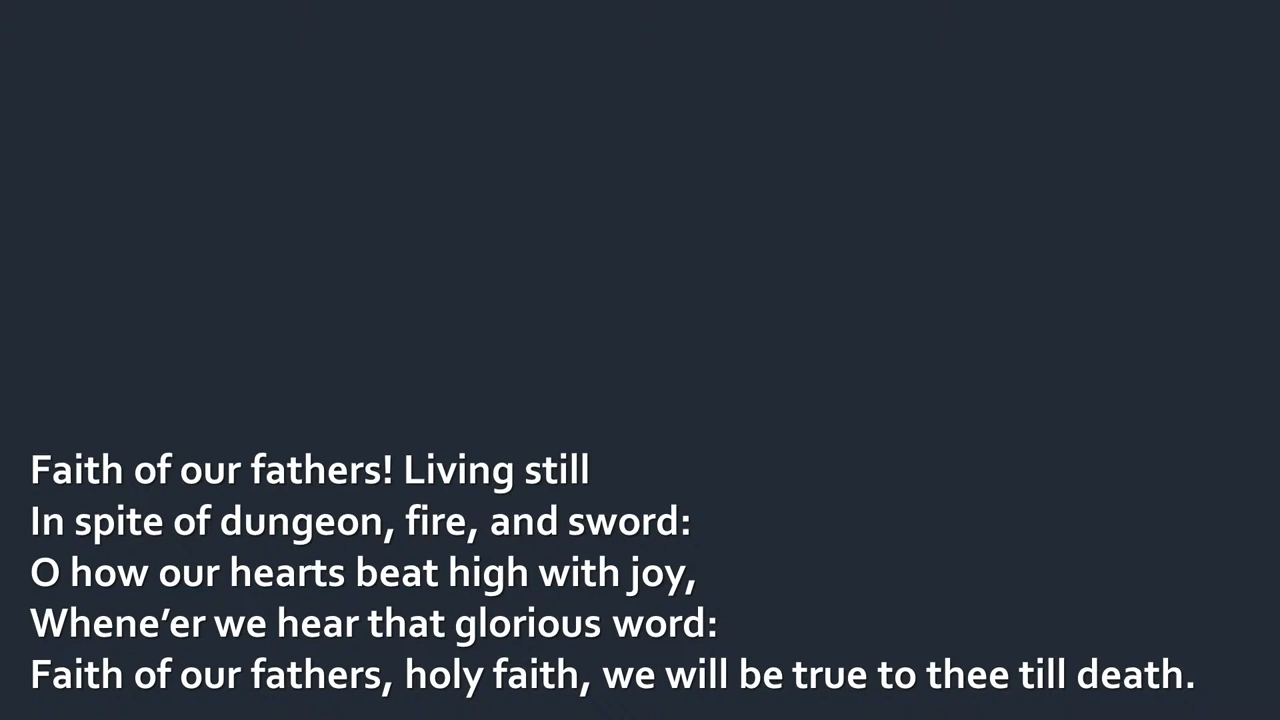 Faith of our fathers! Living still
In spite of dungeon, fire, and sword:
O how our hearts beat high with joy,
Whene’er we hear that glorious word:
Faith of our fathers, holy faith, we will be true to thee till death.